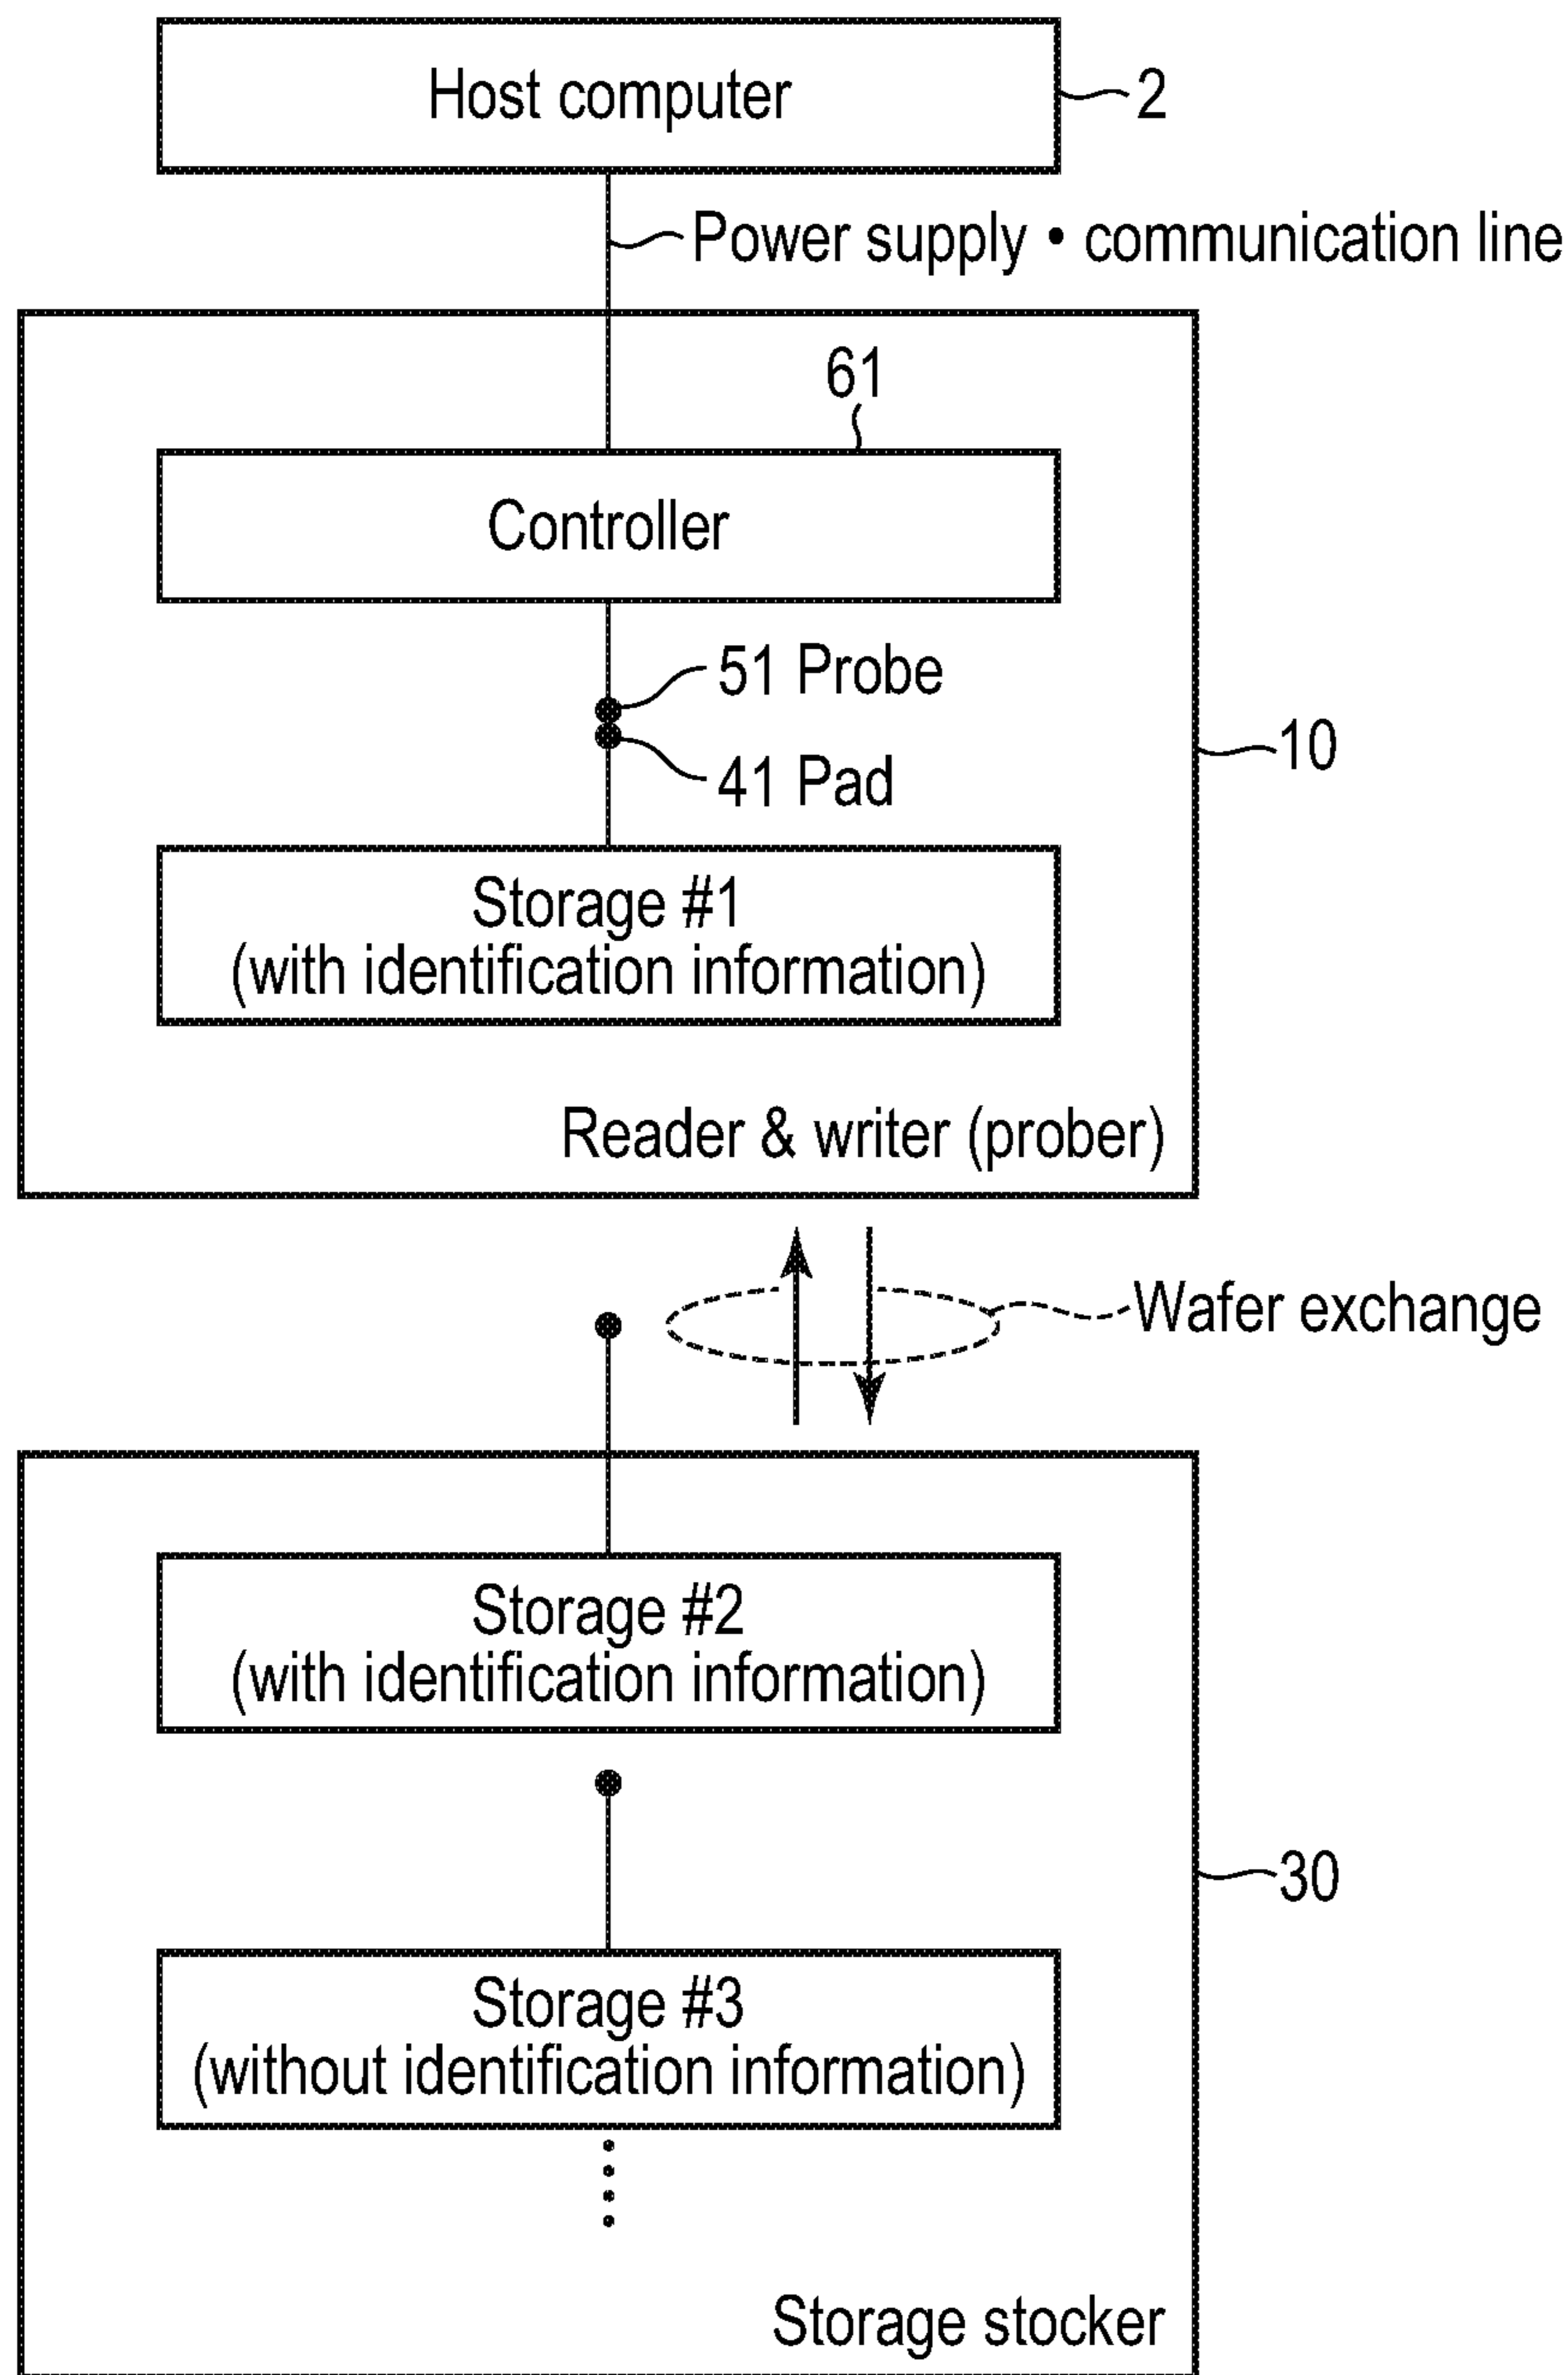 Host computer
2
Power supply • communication line
61
Controller
51 Probe
41 Pad
10
Storage #1
(with identification information)
Reader & writer (prober)
Wafer exchange
Storage #2
(with identification information)
30
Storage #3
(without identification information)
Storage stocker